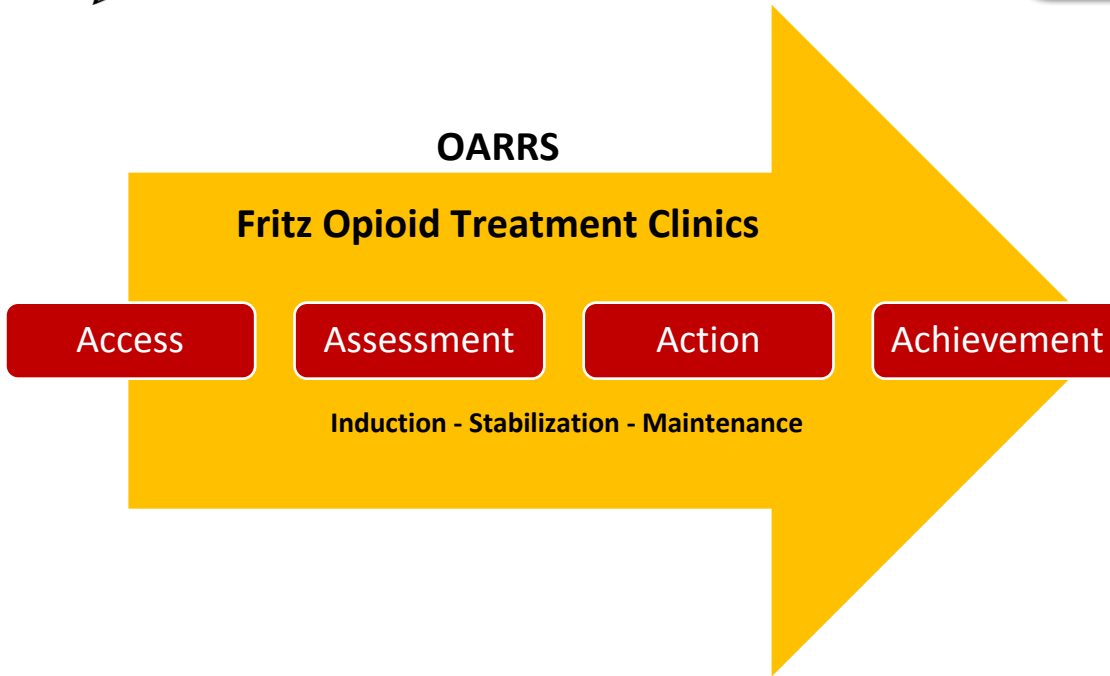 OARRS
Fritz Opioid Treatment Clinics
Access Assessment Action Achievement
Induction - Stabilization - Maintenance